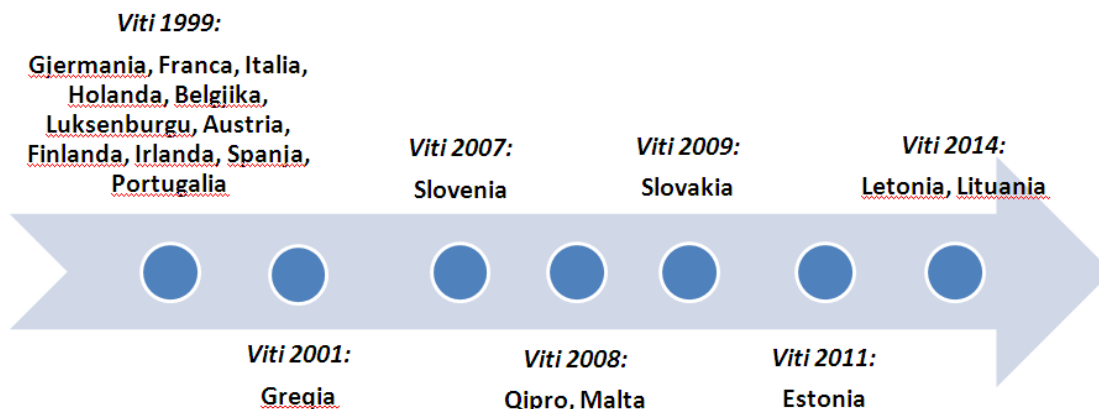 Viti 1999:
Gjermania, Franca, Italia,
Holanda, Belgjika,
Luksenburgu, Austria,
Finlanda, Irlanda, Spanja,
Portugalia
Viti 2001:
Greqia
Viti 2007:
Slovenia
Viti 2008:
Qipro, Malta
Viti 2009:
Slovakia
Viti 2011:
Estonia
Viti 2014:
Letonia, Lituania